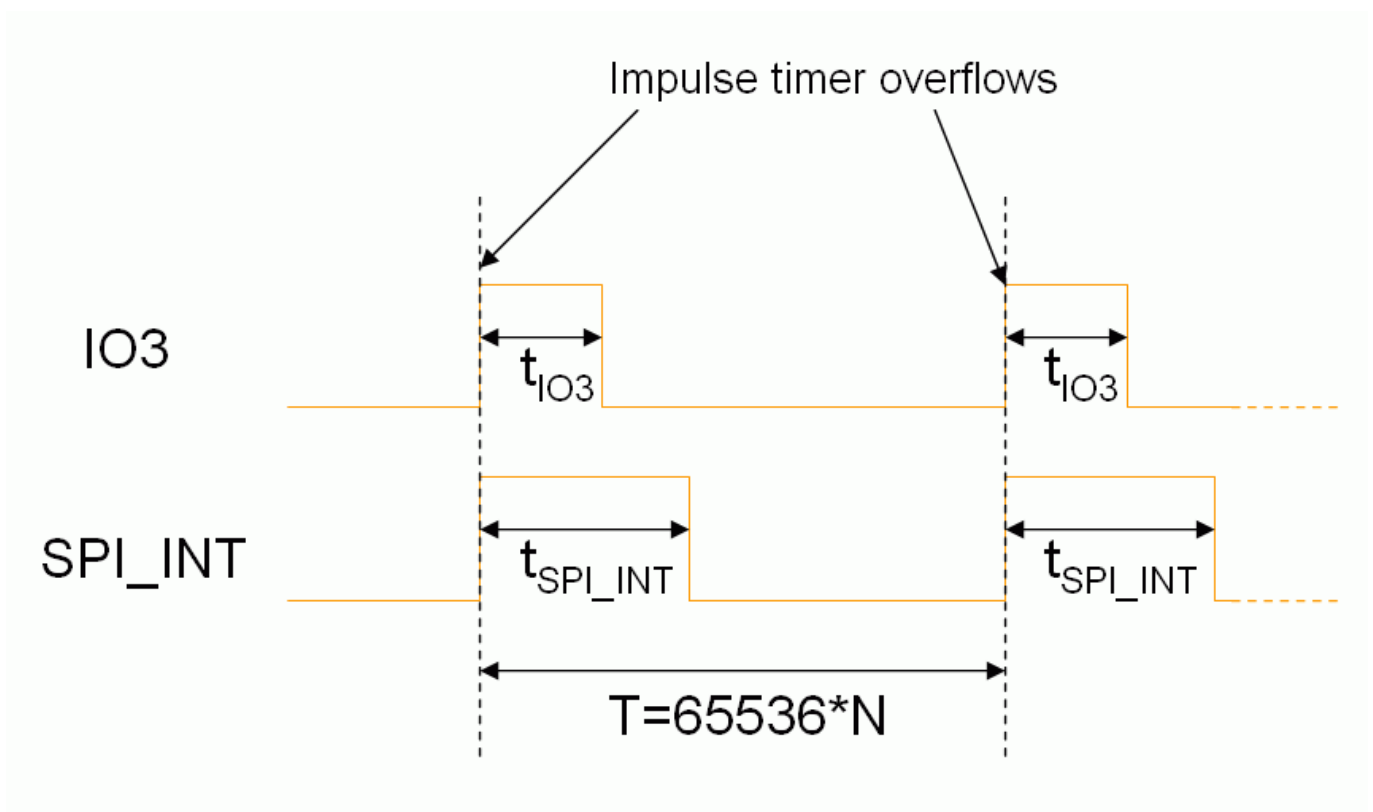 Impulse timer overflows
IO3
tIO3
tIO3
SPI_INT
tSPI_INT
tSPI_INT
T=65536*N